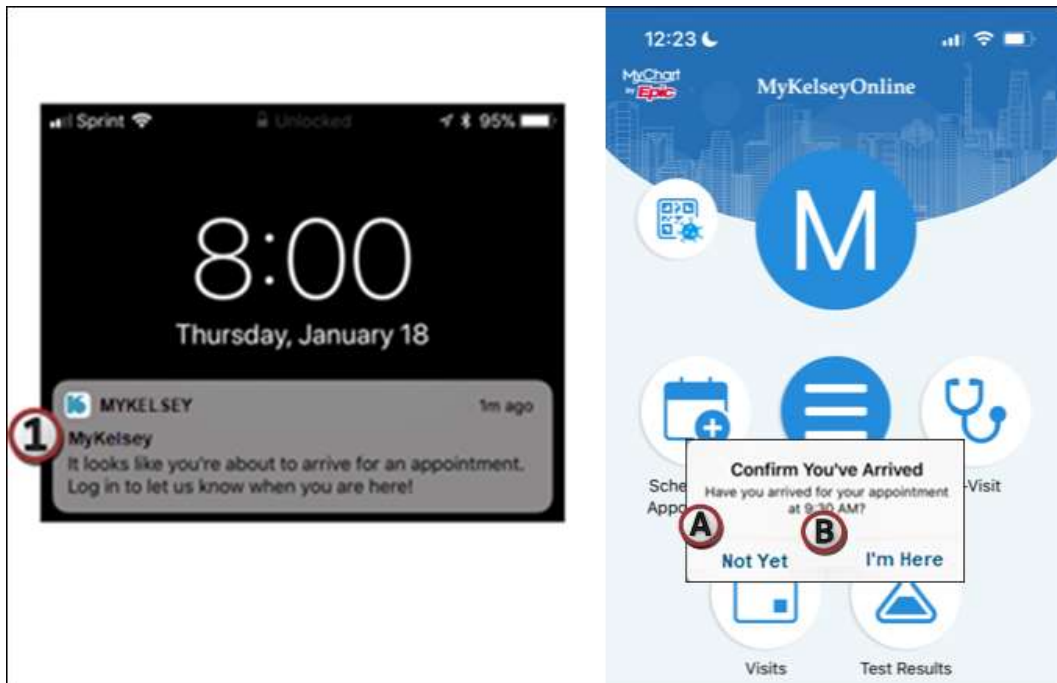 Sprint Unlocked 95%
8:00
Thursday, January 18
MYKELSEY 1m ago
1
MyKelsey
It looks like you're about to arrive for an appointment.
Log in to let us know when you are here!
12:23
MyChart
by Epic
MyKelseyOnline
M
Sche
Appo
-Visit
Confirm You've Arrived
Have you arrived for your appointment
at 9:30 AM?
A
B
Not Yet I'm Here
Visits Test Results